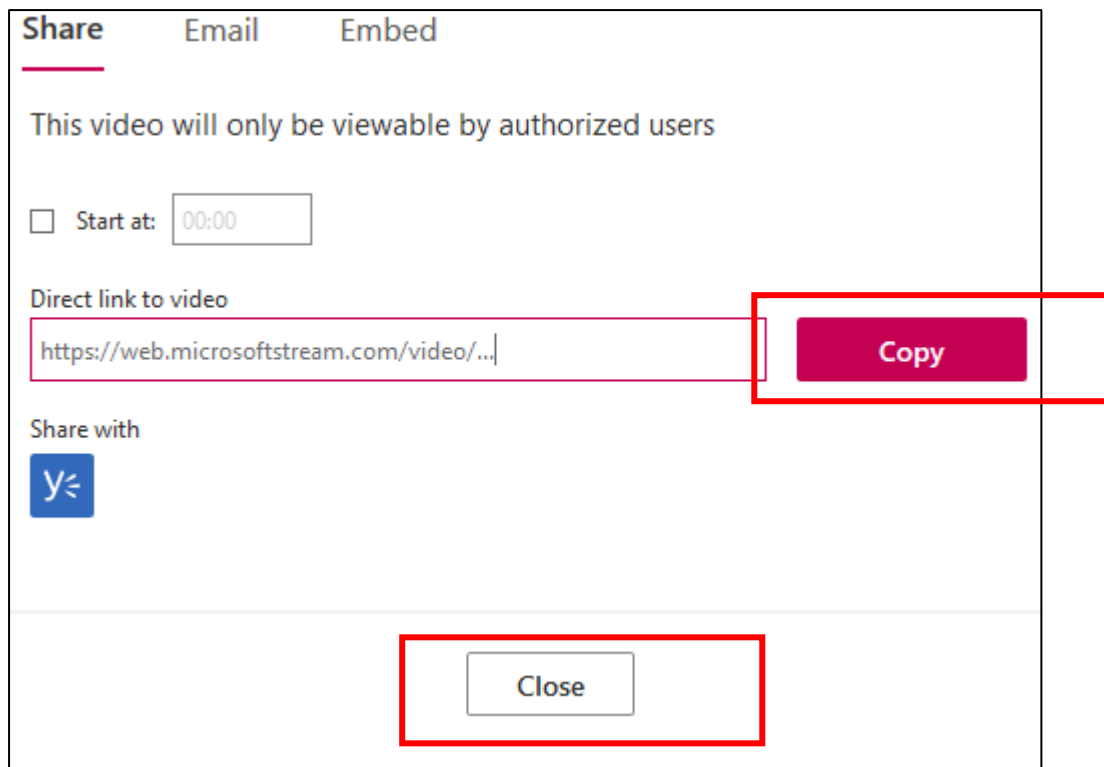 Share Email Embed
This video will only be viewable by authorized users
Start at: 00:00
Direct link to video
https://web.microsoftstream.com/video/...
Copy
Share with
y
Close